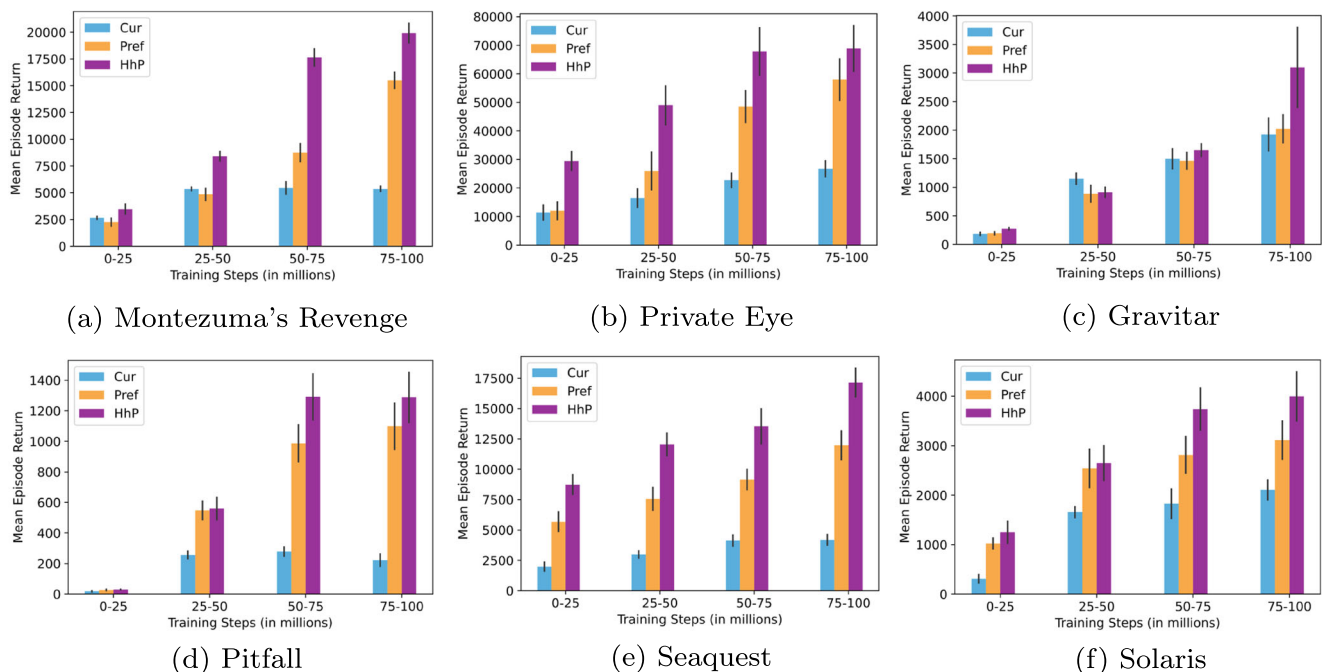 20000
17500
15000
12500
10000
7500
5000
2500
0
Mean Episode Return
Cur
Pref
HhP
0-25 25-50 50-75 75-100
Training Steps (in millions)
(a) Montezuma's Revenge
80000
70000
60000
50000
40000
30000
20000
10000
0
Mean Episode Return
Cur
Pref
HhP
0-25 25-50 50-75 75-100
Training Steps (in millions)
(b) Private Eye
4000
3500
3000
2500
2000
1500
1000
500
0
Mean Episode Return
Cur
Pref
HhP
0-25 25-50 50-75 75-100
Training Steps (in millions)
(c) Gravitar
1400
1200
1000
800
600
400
200
0
Mean Episode Return
Cur
Pref
HhP
0-25 25-50 50-75 75-100
Training Steps (in millions)
(d) Pitfall
17500
15000
12500
10000
7500
5000
2500
0
Mean Episode Return
Cur
Pref
HhP
0-25 25-50 50-75 75-100
Training Steps (in millions)
(e) Seaquest
4000
3000
2000
1000
0
Mean Episode Return
Cur
Pref
HhP
0-25 25-50 50-75 75-100
Training Steps (in millions)
(f) Solaris